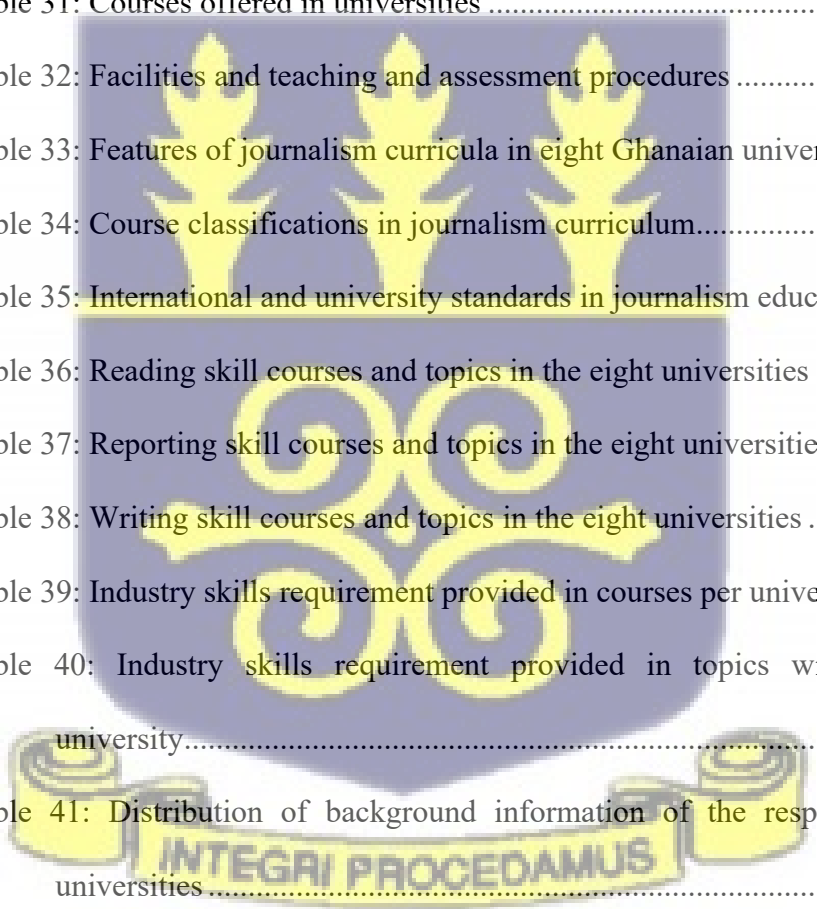 ble 31: Courses offered in universities ........................................
ble 32: Facilities and teaching and assessment procedures ..........
ble 33: Features of journalism curricula in eight Ghanaian univer
ble 34: Course classifications in journalism curriculum...............
ble 35: International and university standards in journalism educ
ble 36: Reading skill courses and topics in the eight universities
ble 37: Reporting skill courses and topics in the eight universitie
ble 38: Writing skill courses and topics in the eight universities .
ble 39: Industry skills requirement provided in courses per unive
ble 40: Industry skills requirement provided in topics wi
university..............................................................................
ble 41: Distribution of background information of the resp
INTEGRI PROCEDAMUS
universities............................................................................